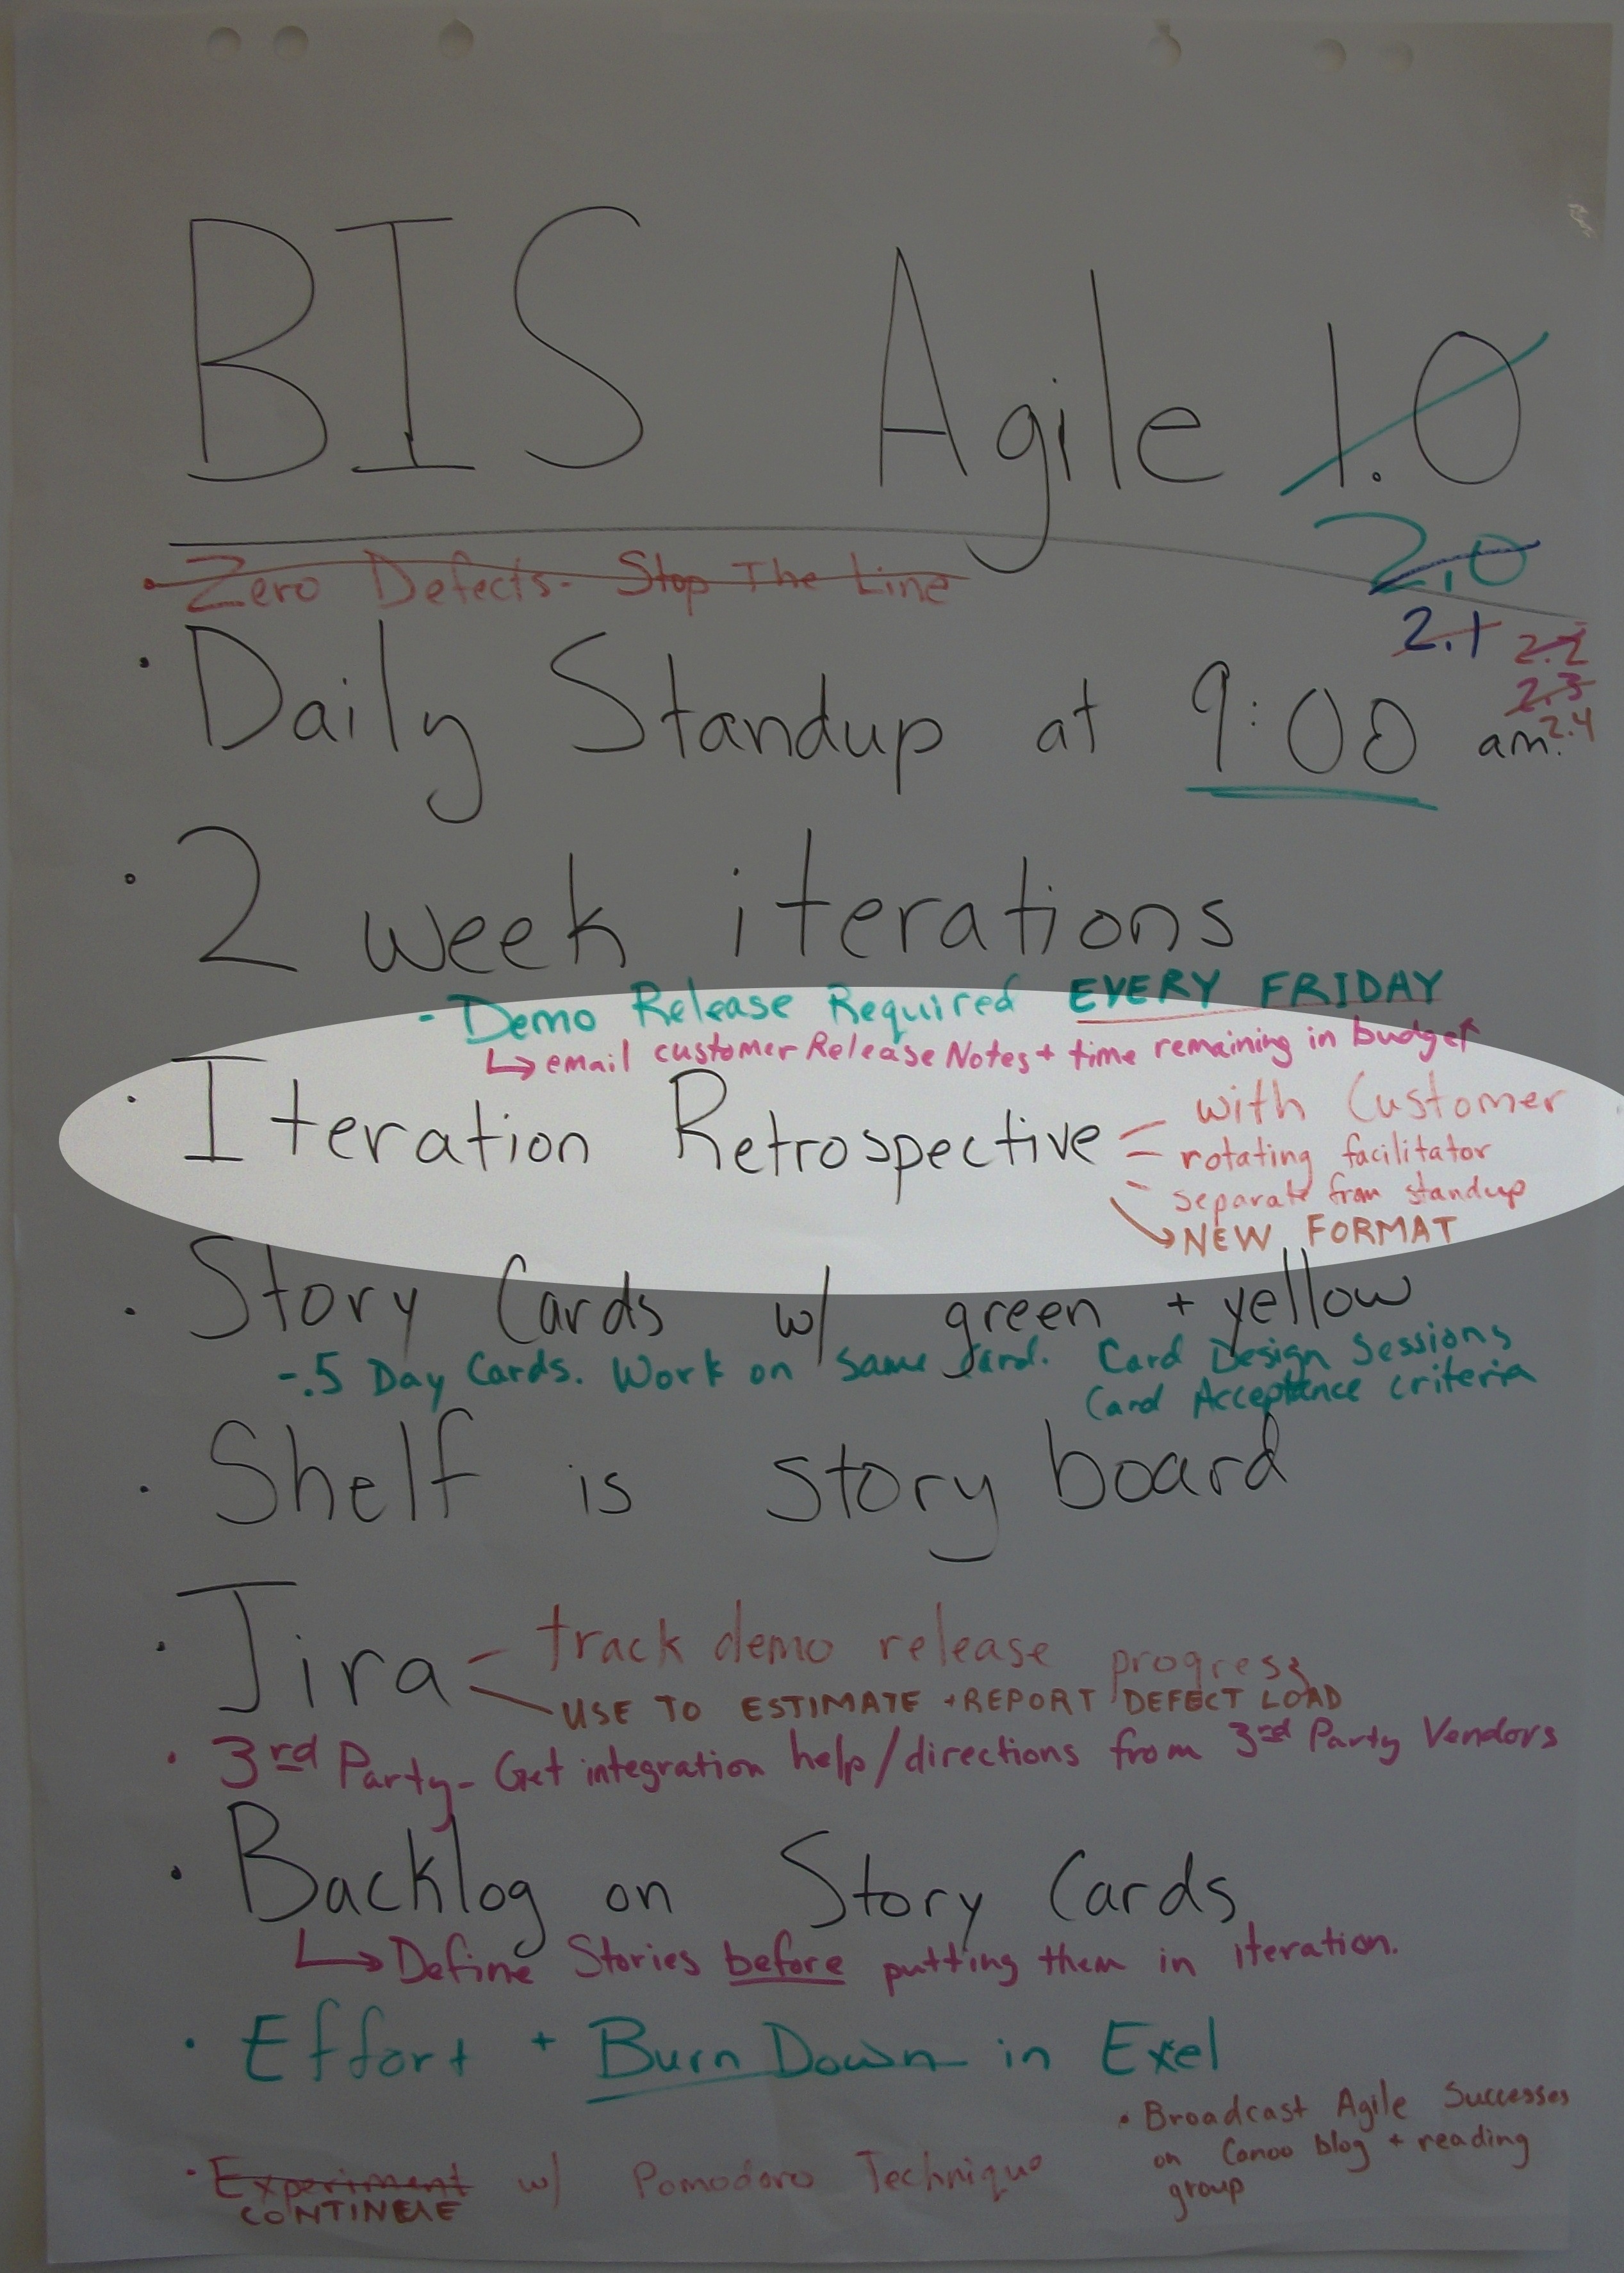 BIS Agile 1.0
2.0
Zero Defects- Stop The Line
2.1 2.2
2.3
2.4
• Daily Standup at 9:00 am.
• 2 week iterations
- Demo Release Required EVERY FRIDAY
↳ email customer Release Notes + time remaining in budget
• Iteration Retrospective - with Customer
- rotating facilitator
- separate from standup
→ NEW FORMAT
• Story Cards w/ green + yellow
- .5 Day Cards. Work on same card. Card Design Sessions
Card Acceptance criteria
• Shelf is story board
• Jira - track demo release progress
USE TO ESTIMATE + REPORT DEFECT LOAD
• 3rd Party - Get integration help/directions from 3rd Party Vendors
• Backlog on Story Cards
↳ Define Stories before putting them in iteration.
• Effort + Burn Down in Exel
• Broadcast Agile Successes
on Canoo blog + reading
group
• Experiment w/ Pomodoro Technique
CONTINUE